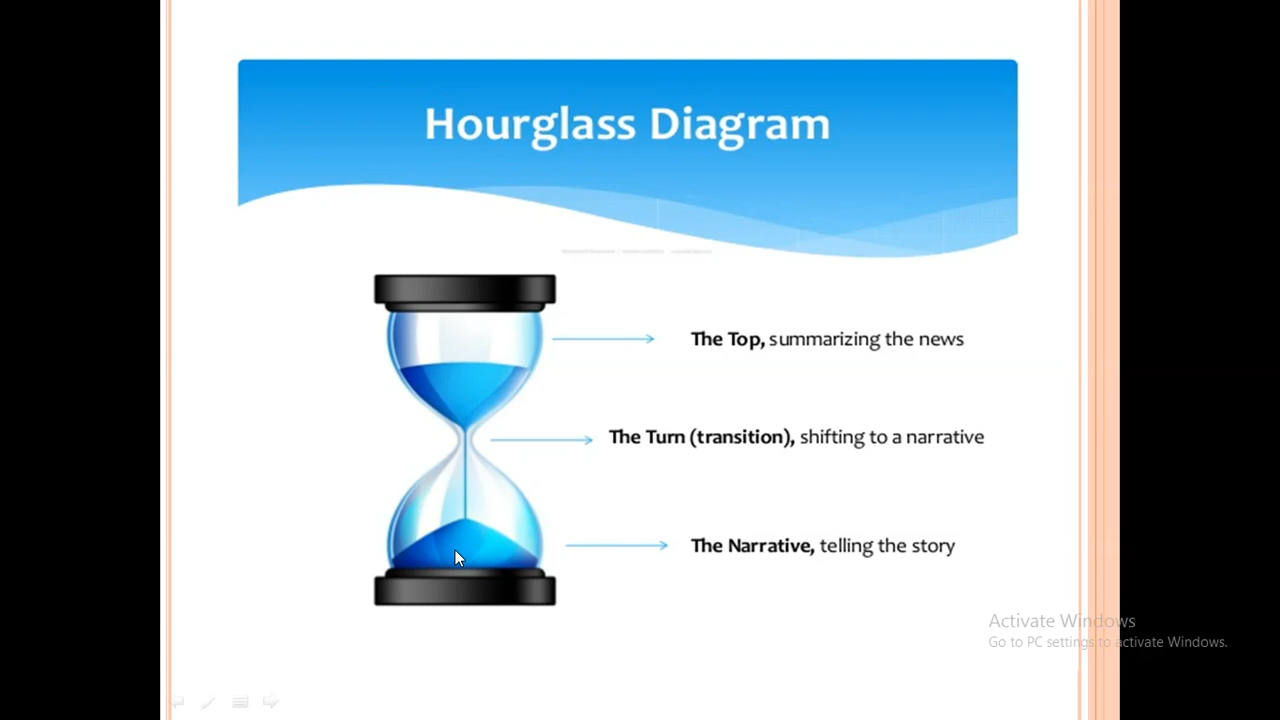 Hourglass Diagram
The Top, summarizing the news
The Turn (transition), shifting to a narrative
The Narrative, telling the story
Activate Windows
Go to PC settings to activate Windows.